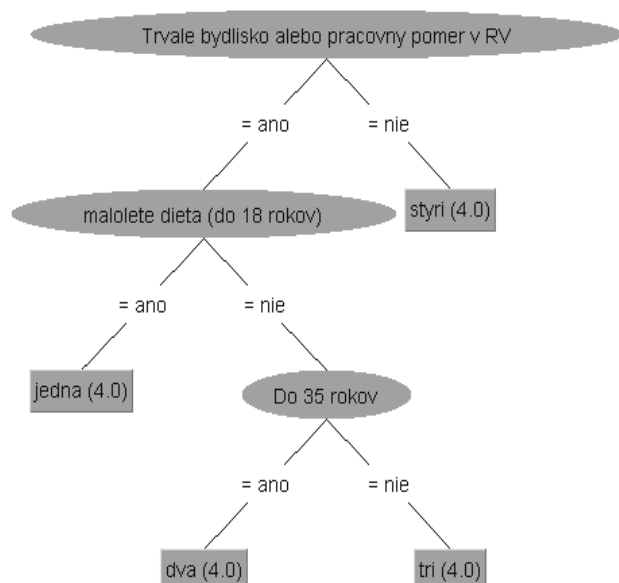 Trvale bydlisko alebo pracovny pomer v RV
= ano
= nie
malolete dieta (do 18 rokov)
styri (4.0)
= ano
= nie
jedna (4.0)
Do 35 rokov
= ano
= nie
dva (4.0)
tri (4.0)